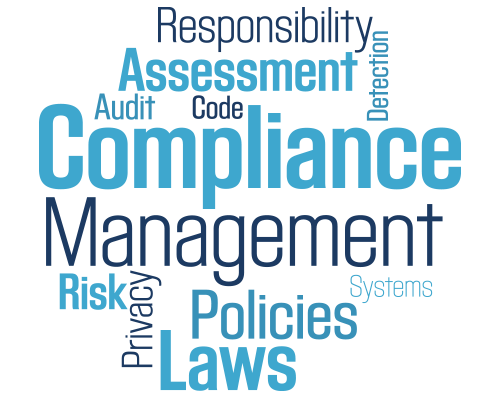 Responsibility
Assessment
Detection
Audit
Code
Compliance
Management
Risk
Privacy
Systems
Policies
Laws